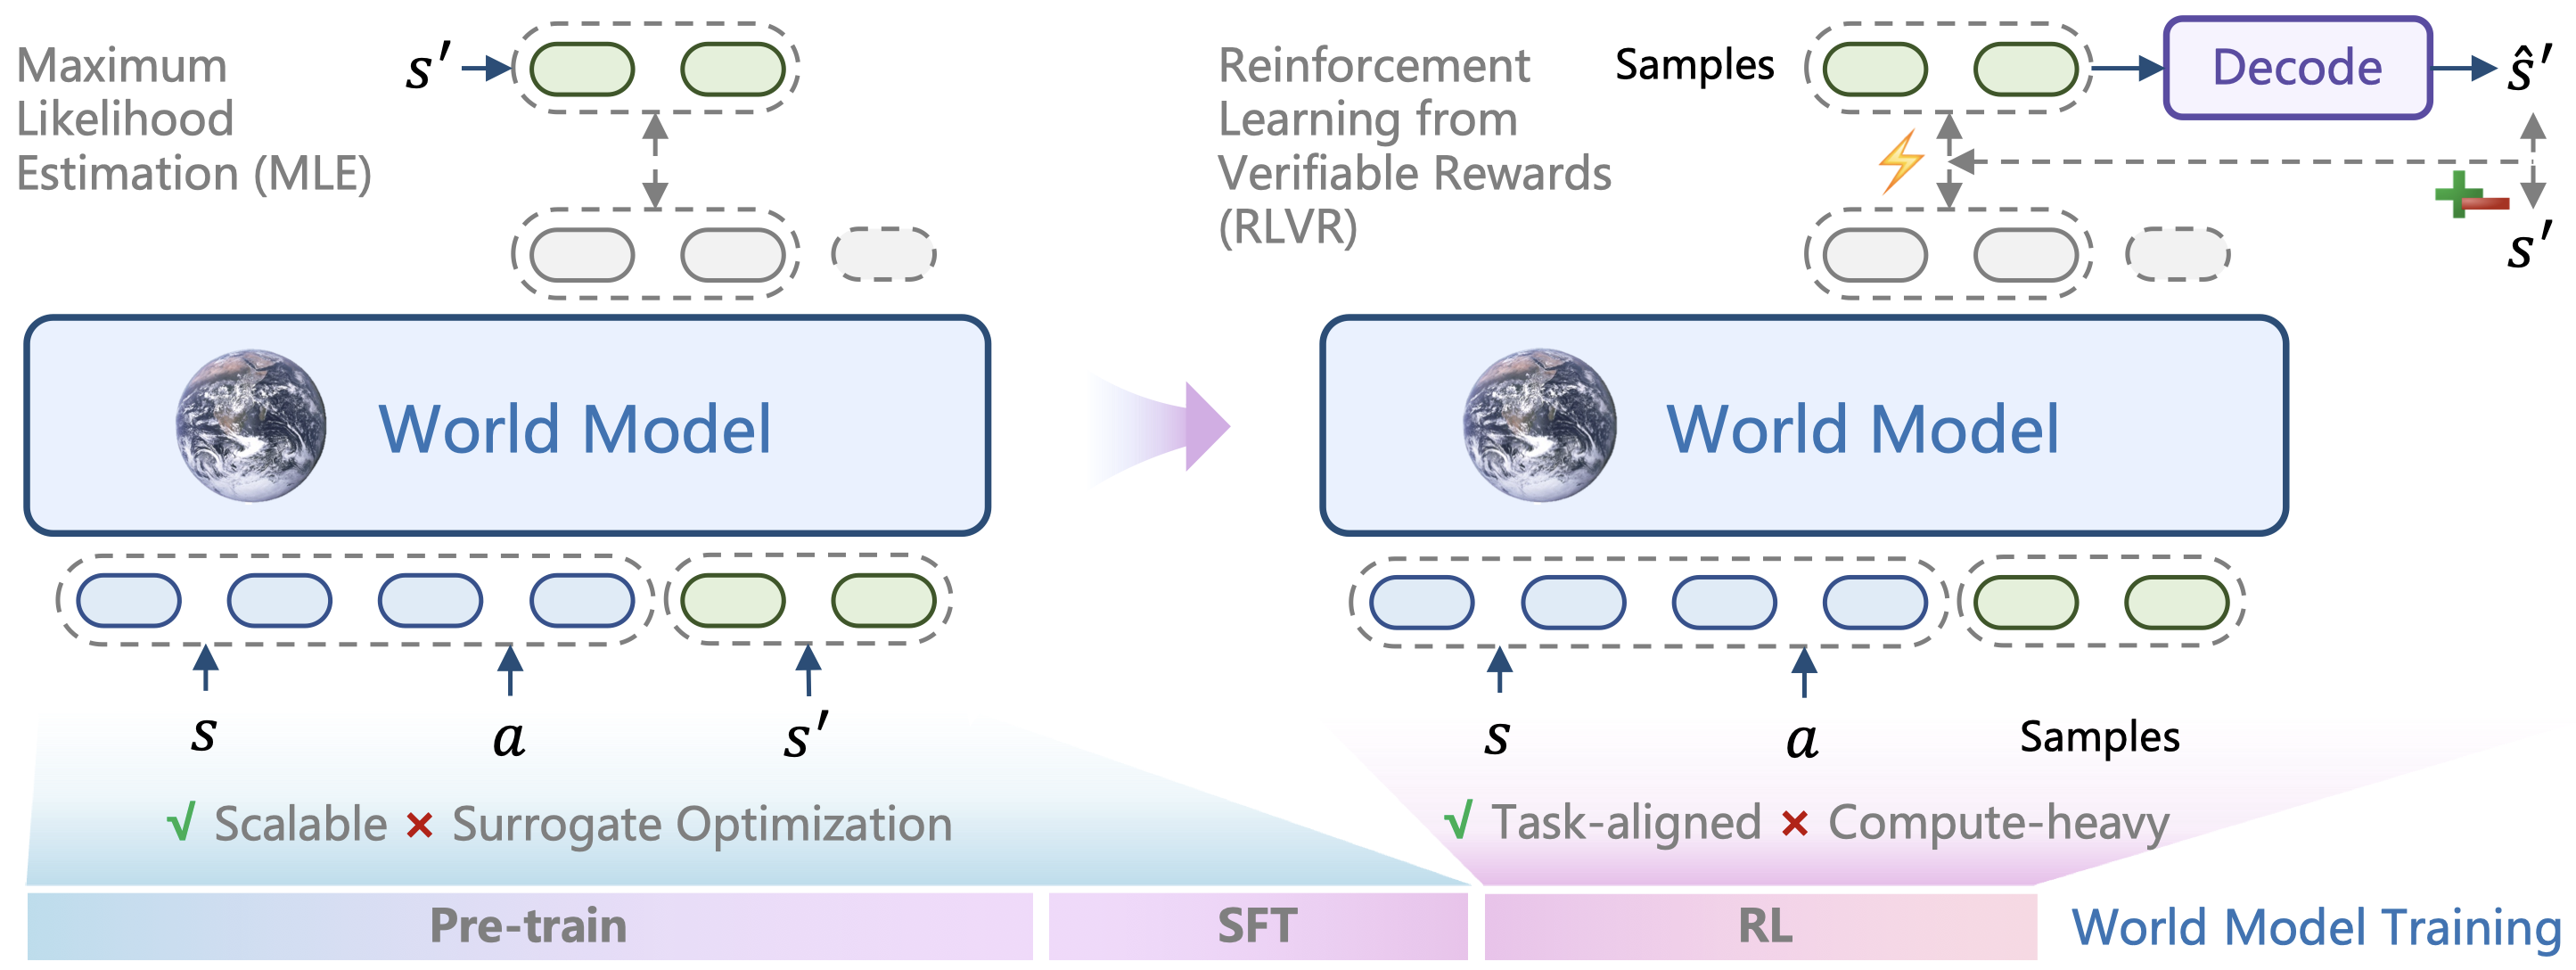 Maximum
Likelihood
Estimation (MLE)
s′
World Model
s
a
s′
√ Scalable × Surrogate Optimization
Reinforcement
Learning from
Verifiable Rewards
(RLVR)
Samples
Decode
ŝ′
s′
World Model
s
a
Samples
√ Task-aligned × Compute-heavy
Pre-train
SFT
RL
World Model Training